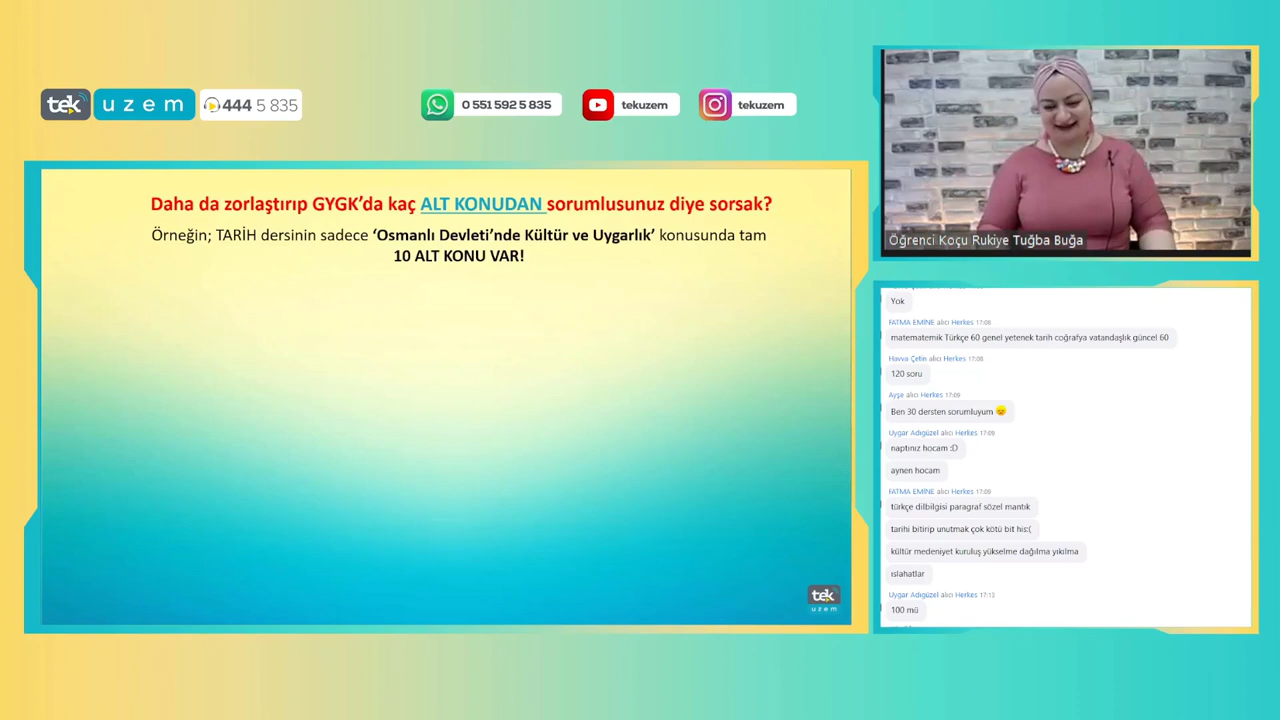 tek uzem 444 5 835
0 551 592 5 835
tekuzem
tekuzem
Daha da zorlaştırıp GYGK’da kaç ALT KONUDAN sorumlusunuz diye sorsak?
Örneğin; TARİH dersinin sadece ‘Osmanlı Devleti’nde Kültür ve Uygarlık’ konusunda tam
10 ALT KONU VAR!
tek
uzem
Öğrenci Koçu Rukiye Tuğba Buğa
Yok
FATMA EMİNE alıcı Herkes 17:08
matematemik Türkçe 60 genel yetenek tarih coğrafya vatandaşlık güncel 60
Havva Çetin alıcı Herkes 17:08
120 soru
Ayşe alıcı Herkes 17:09
Ben 30 dersten sorumluyum
Uygar Adıgüzel alıcı Herkes 17:09
naptınız hocam :D
aynen hocam
FATMA EMİNE alıcı Herkes 17:09
türkçe dilbilgisi paragraf sözel mantık
tarihi bitirip unutmak çok kötü bit his:(
kültür medeniyet kuruluş yükselme dağılma yıkılma
ıslahatlar
Uygar Adıgüzel alıcı Herkes 17:13
100 mü